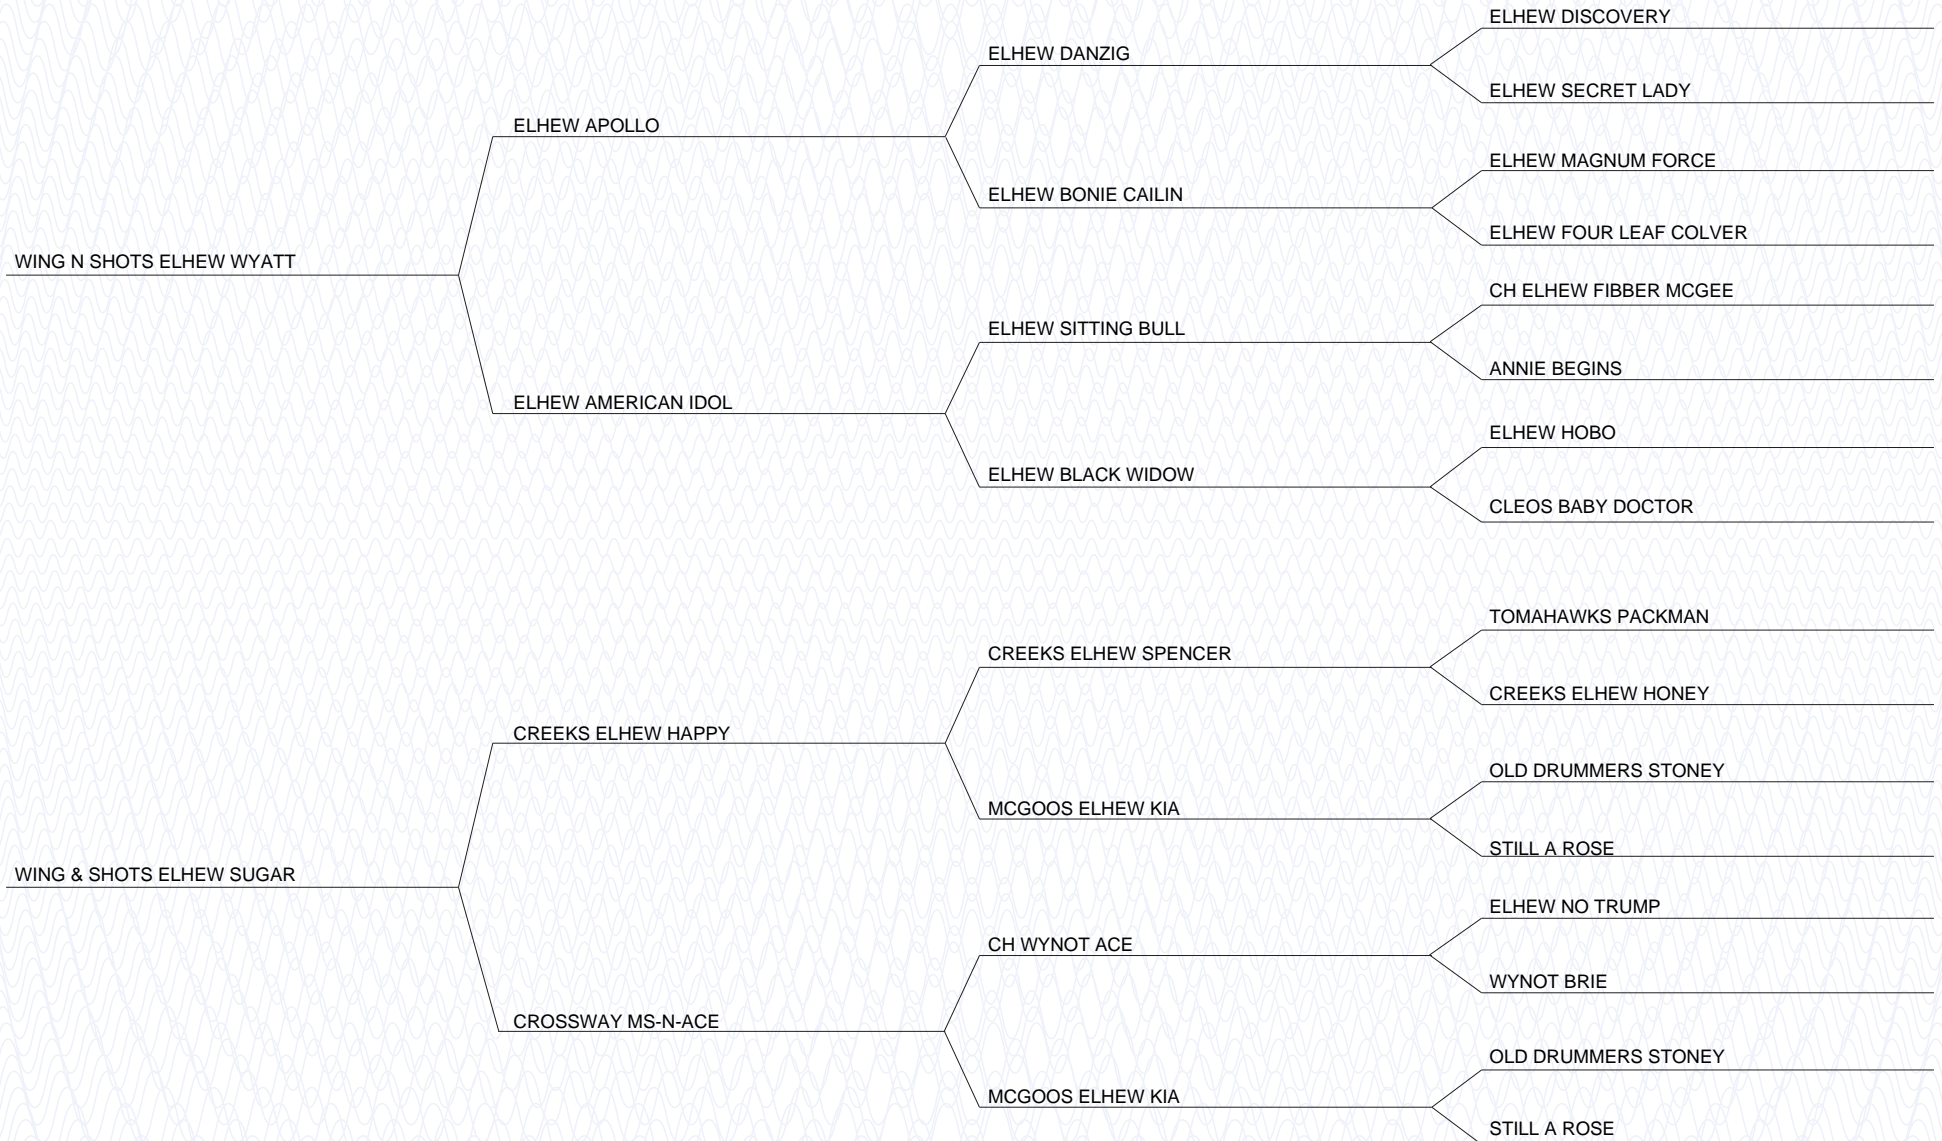 ELHEW DISCOVERY
ELHEW DANZIG
ELHEW SECRET LADY
ELHEW APOLLO
ELHEW MAGNUM FORCE
ELHEW BONIE CAILIN
ELHEW FOUR LEAF COLVER
WING N SHOTS ELHEW WYATT
CH ELHEW FIBBER MCGEE
ELHEW SITTING BULL
ANNIE BEGINS
ELHEW AMERICAN IDOL
ELHEW HOBO
ELHEW BLACK WIDOW
CLEOS BABY DOCTOR
TOMAHAWKS PACKMAN
CREEKS ELHEW SPENCER
CREEKS ELHEW HONEY
CREEKS ELHEW HAPPY
OLD DRUMMERS STONEY
MCGOOS ELHEW KIA
STILL A ROSE
WING & SHOTS ELHEW SUGAR
ELHEW NO TRUMP
CH WYNOT ACE
WYNOT BRIE
CROSSWAY MS-N-ACE
OLD DRUMMERS STONEY
MCGOOS ELHEW KIA
STILL A ROSE